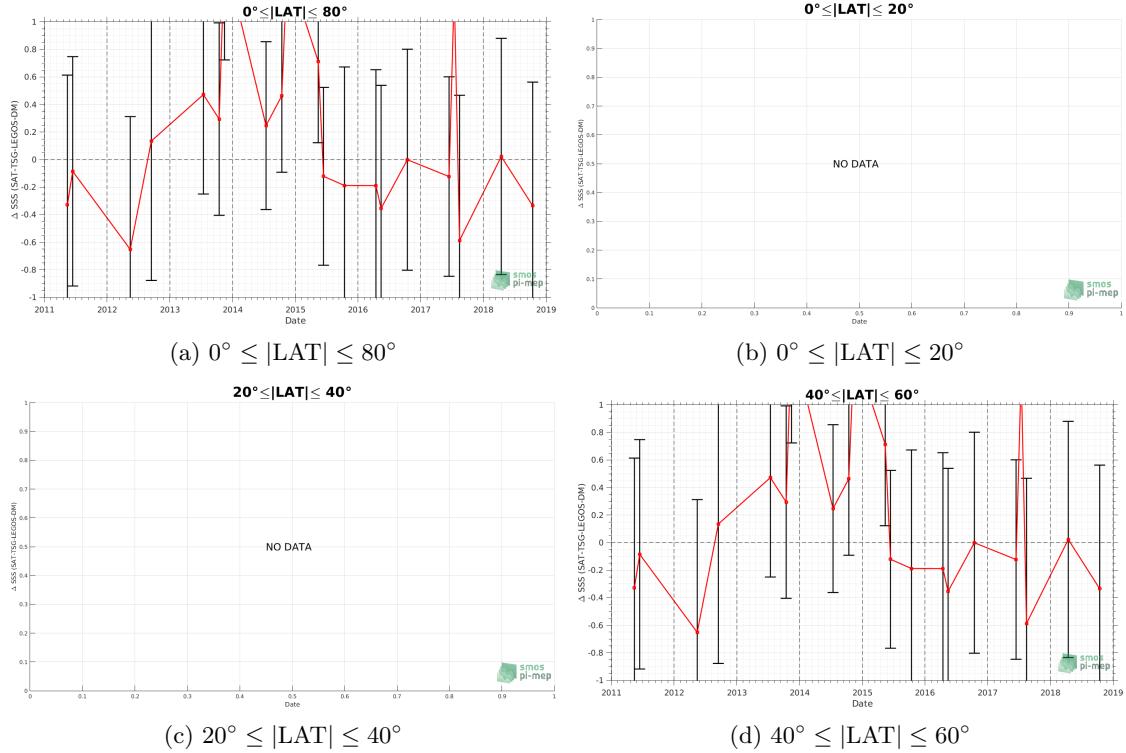 0°≤|LAT|≤ 80°
Δ SSS (SAT-TSG-LEGOS-DM)
1
0.8
0.6
0.4
0.2
0
-0.2
-0.4
-0.6
-0.8
-1
2011 2012 2013 2014 2015 2016 2017 2018 2019
Date
smos
pi-mep
(a) 0° ≤ |LAT| ≤ 80°
0°≤|LAT|≤ 20°
Δ SSS (SAT-TSG-LEGOS-DM)
1
0.9
0.8
0.7
0.6
0.5
0.4
0.3
0.2
0.1
0
NO DATA
0 0.1 0.2 0.3 0.4 0.5 0.6 0.7 0.8 0.9 1
Date
smos
pi-mep
(b) 0° ≤ |LAT| ≤ 20°
20°≤|LAT|≤ 40°
Δ SSS (SAT-TSG-LEGOS-DM)
1
0.9
0.8
0.7
0.6
0.5
0.4
0.3
0.2
0.1
0
NO DATA
0 0.1 0.2 0.3 0.4 0.5 0.6 0.7 0.8 0.9 1
Date
smos
pi-mep
(c) 20° ≤ |LAT| ≤ 40°
40°≤|LAT|≤ 60°
Δ SSS (SAT-TSG-LEGOS-DM)
1
0.8
0.6
0.4
0.2
0
-0.2
-0.4
-0.6
-0.8
-1
2011 2012 2013 2014 2015 2016 2017 2018 2019
Date
smos
pi-mep
(d) 40° ≤ |LAT| ≤ 60°